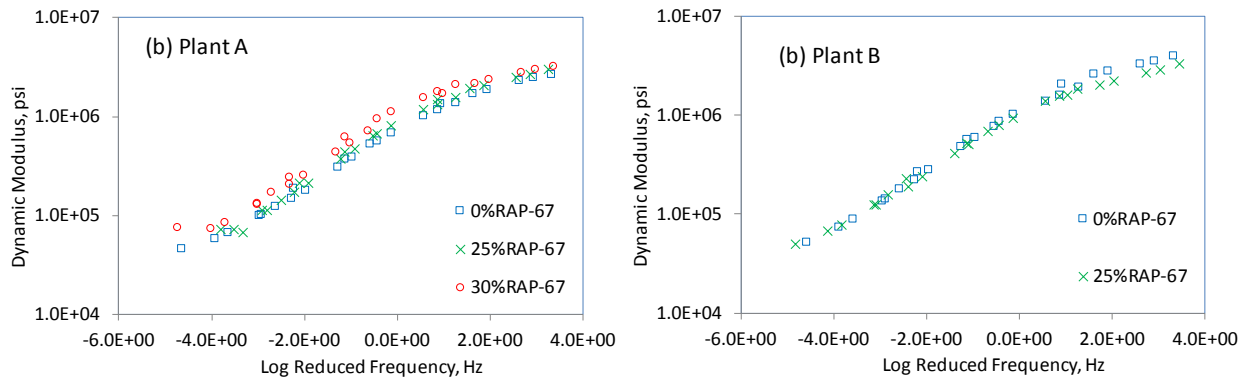 (b) Plant A
Dynamic Modulus, psi
1.0E+07
1.0E+06
1.0E+05
1.0E+04
0%RAP-67
25%RAP-67
30%RAP-67
-6.0E+00 -4.0E+00 -2.0E+00 0.0E+00 2.0E+00 4.0E+00
Log Reduced Frequency, Hz
(b) Plant B
Dynamic Modulus, psi
1.0E+07
1.0E+06
1.0E+05
1.0E+04
0%RAP-67
25%RAP-67
-6.0E+00 -4.0E+00 -2.0E+00 0.0E+00 2.0E+00 4.0E+00
Log Reduced Frequency, Hz